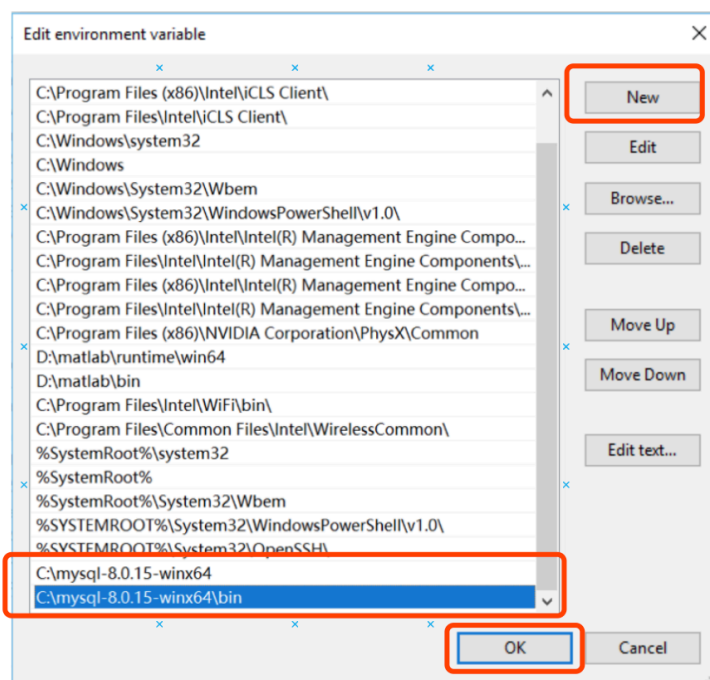 Edit environment variable
C:\Program Files (x86)\Intel\iCLS Client\
New
C:\Program Files\Intel\iCLS Client\
C:\Windows\system32
Edit
C:\Windows
C:\Windows\System32\Wbem
Browse...
C:\Windows\System32\WindowsPowerShell\v1.0\
C:\Program Files (x86)\Intel\Intel(R) Management Engine Compo...
Delete
C:\Program Files\Intel\Intel(R) Management Engine Components\...
C:\Program Files (x86)\Intel\Intel(R) Management Engine Compo...
C:\Program Files\Intel\Intel(R) Management Engine Components\...
Move Up
C:\Program Files (x86)\NVIDIA Corporation\PhysX\Common
D:\matlab\runtime\win64
Move Down
D:\matlab\bin
C:\Program Files\Intel\WiFi\bin\
C:\Program Files\Common Files\Intel\WirelessCommon\
%SystemRoot%\system32
Edit text...
%SystemRoot%
%SystemRoot%\System32\Wbem
%SYSTEMROOT%\System32\WindowsPowerShell\v1.0\
%SYSTEMROOT%\System32\OpenSSH\
C:\mysql-8.0.15-winx64
C:\mysql-8.0.15-winx64\bin
OK
Cancel